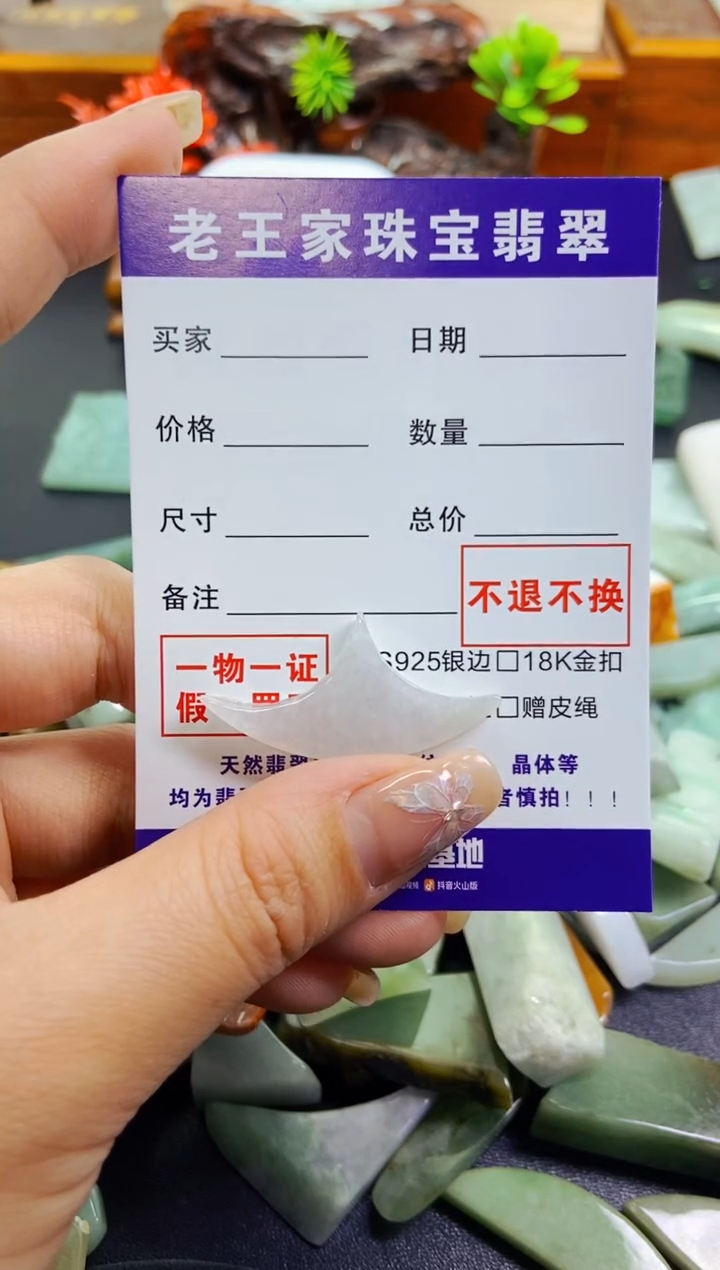 老王家珠宝翡翠
买家 日期
价格 数量
尺寸 总价
备注 不退不换
一物一证 S925银边□18K金扣
假 □赠皮绳
天然翡翠 晶体等
均为翡 者慎拍！！！
基地
抖音火山版